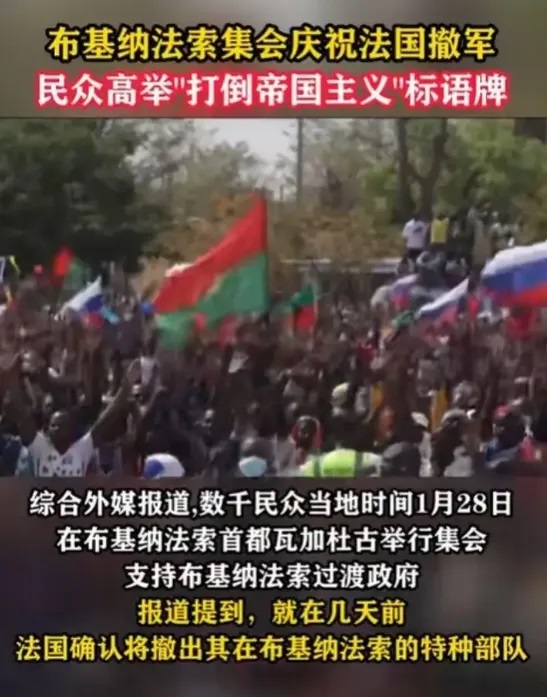 布基纳法索集会庆祝法国撤军
民众高举"打倒帝国主义"标语牌
综合外媒报道,数千民众当地时间1月28日
在布基纳法索首都瓦加杜古举行集会
支持布基纳法索过渡政府
报道提到，就在几天前
法国确认将撤出其在布基纳法索的特种部队